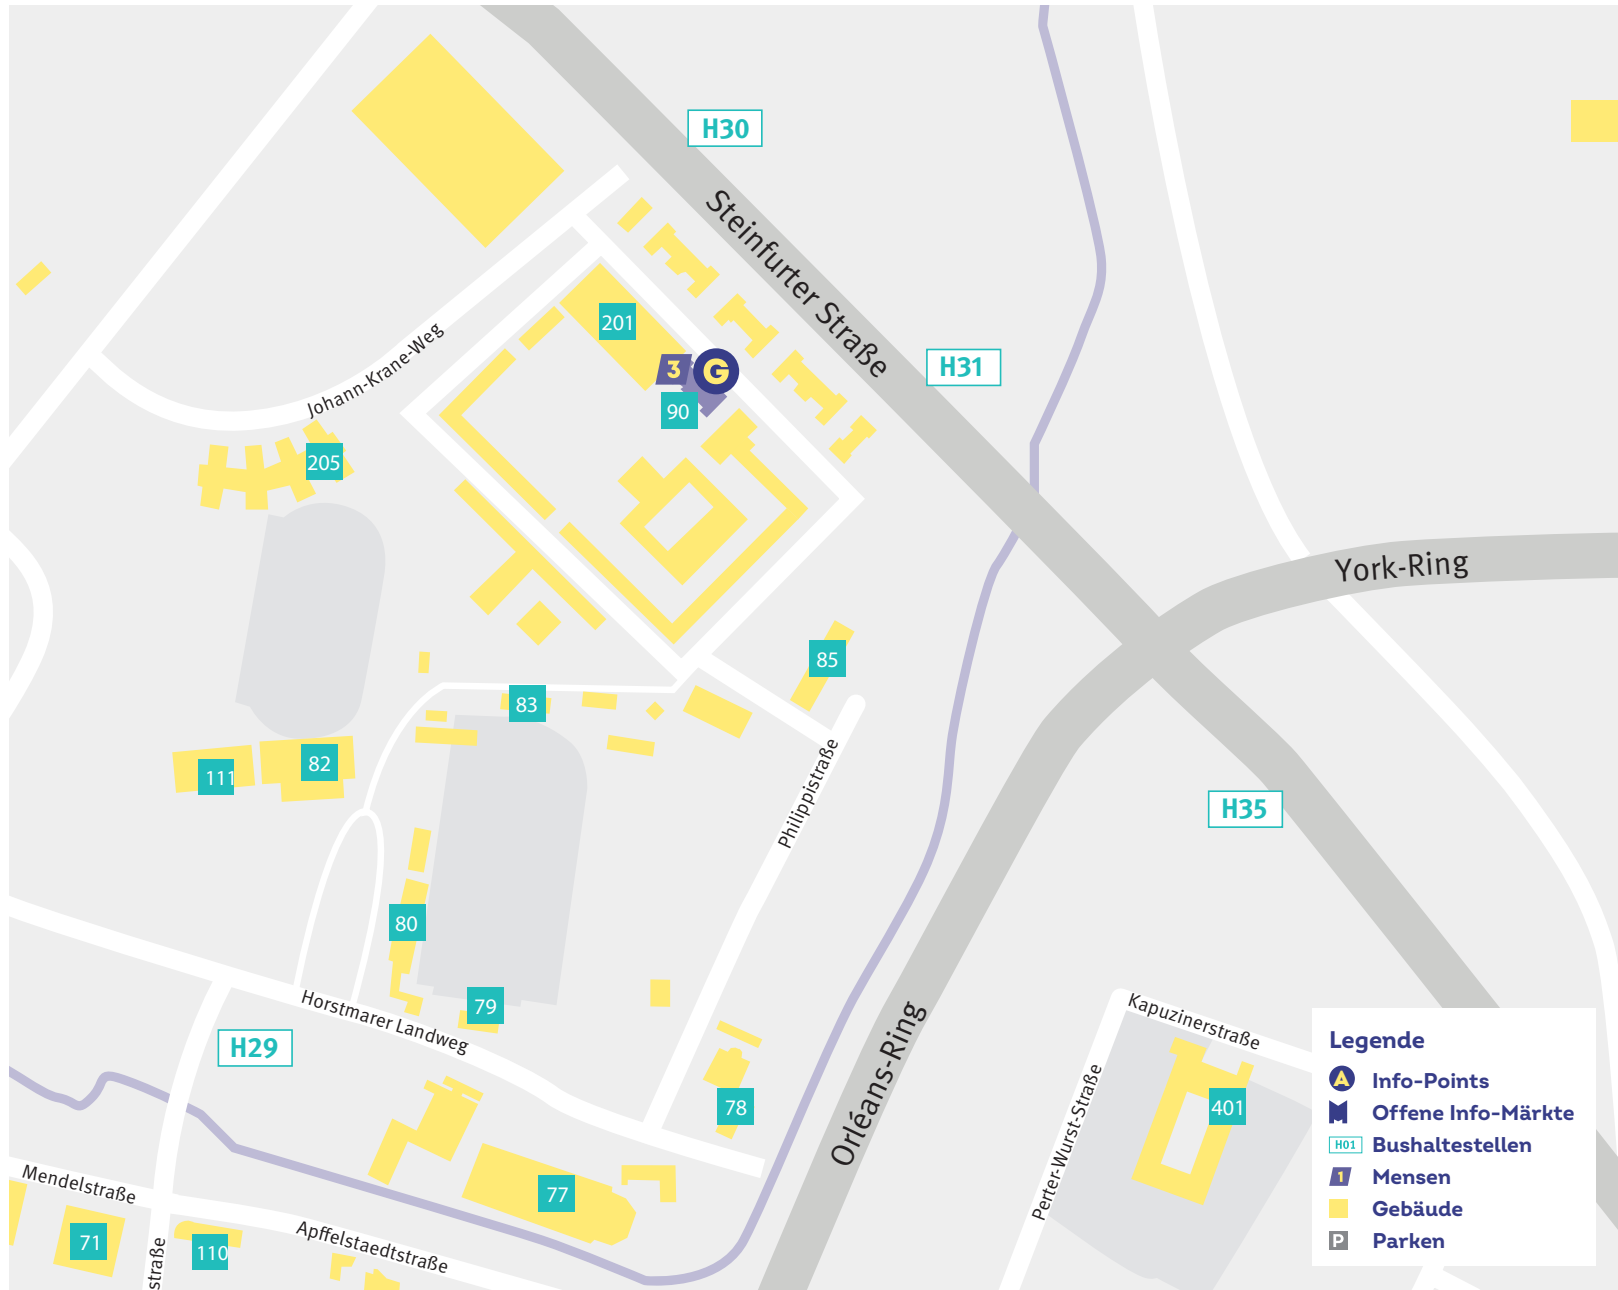 H30
Steinfurter Straße
201
Johann-Krane-Weg
3
G
H31
90
205
York-Ring
85
83
82
111
Philippistraße
H35
80
79
Horstmarer Landweg
H29
Orléans-Ring
Kapuzinerstraße
Perter-Wurst-Straße
78
401
77
Mendelstraße
71
110
straße
Apffelstaedtstraße
Legende
A Info-Points
M Offene Info-Märkte
H01 Bushaltestellen
1 Mensen
Gebäude
P Parken